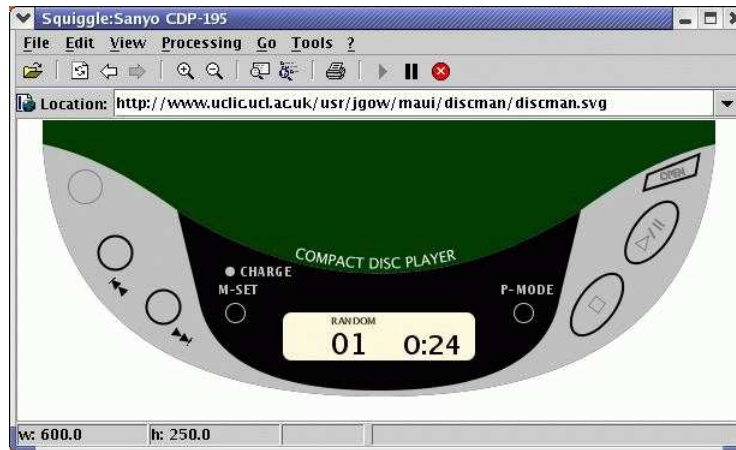 Squiggle:Sanyo CDP-195
File Edit View Processing Go Tools ?
Location: http://www.uclic.ucl.ac.uk/usr/jgow/maui/discman/discman.svg
OPEN
COMPACT DISC PLAYER
CHARGE
M-SET
P-MODE
RANDOM
01 0:24
w: 600.0 h: 250.0